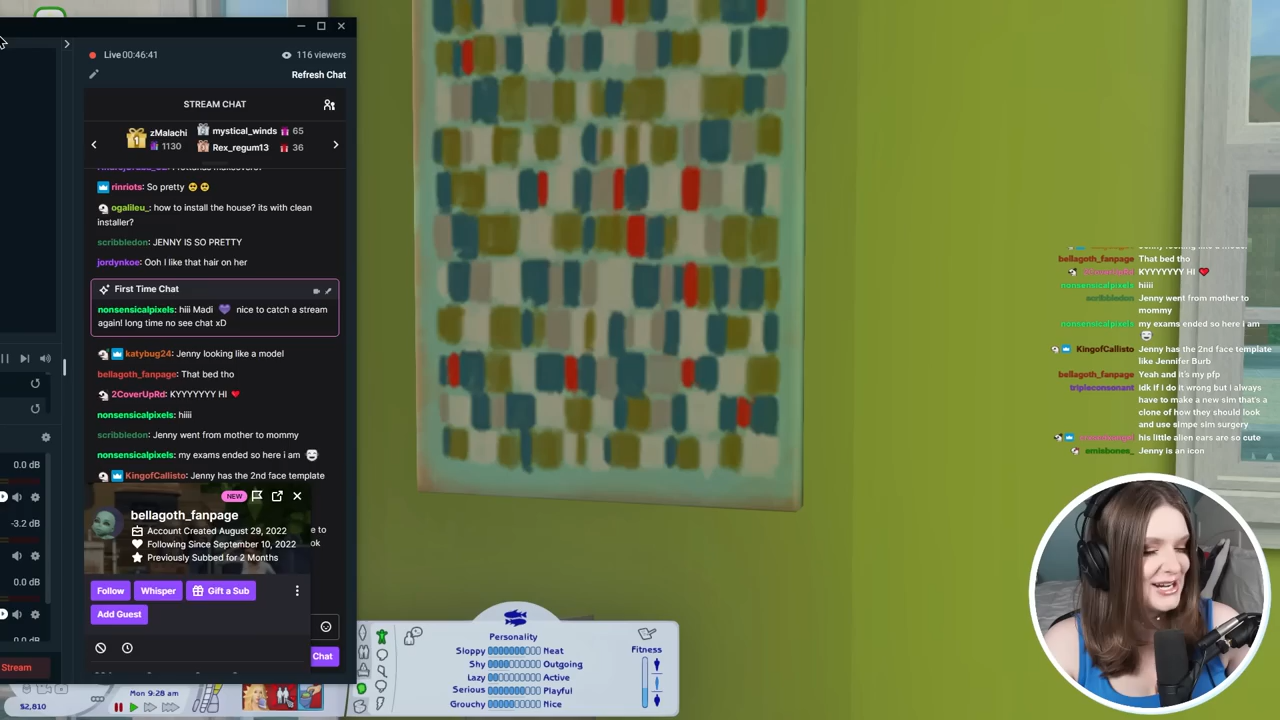 Live 00:46:41
116 viewers
Refresh Chat
STREAM CHAT
zMalachi
1130
mystical_winds 65
Rex_regum13 36
rinriots: So pretty
ogalileu_: how to install the house? its with clean
installer?
scribbledon: JENNY IS SO PRETTY
jordynkoe: Ooh I like that hair on her
First Time Chat
nonsensicalpixels: hiii Madi nice to catch a stream
again! long time no see chat xD
katybug24: Jenny looking like a model
bellagoth_fanpage: That bed tho
2CoverUpRd: KYYYYYYY HI
nonsensicalpixels: hiiii
scribbledon: Jenny went from mother to mommy
nonsensicalpixels: my exams ended so here i am
KingofCallisto: Jenny has the 2nd face template
NEW
bellagoth_fanpage
Account Created August 29, 2022
Following Since September 10, 2022
Previously Subbed for 2 Months
Follow
Whisper
Gift a Sub
Add Guest
Chat
0.0 dB
-3.2 dB
0.0 dB
0.0 dB
Stream
Mon 9:28 am
$2,810
Personality
Sloppy Neat
Shy Outgoing
Lazy Active
Serious Playful
Grouchy Nice
Fitness
bellagoth_fanpage That bed tho
2CoverUpRd KYYYYYYY HI
nonsensicalpixels hiiii
scribbledon Jenny went from mother to
mommy
nonsensicalpixels my exams ended so here i am
KingofCallisto Jenny has the 2nd face template
like Jennifer Burb
bellagoth_fanpage Yeah and it's my pfp
tripleconsonant Idk if I do it wrong but i always
have to make a new sim that's a
clone of how they should look
and use simpe sim surgery
his little alien ears are so cute
Jenny is an icon